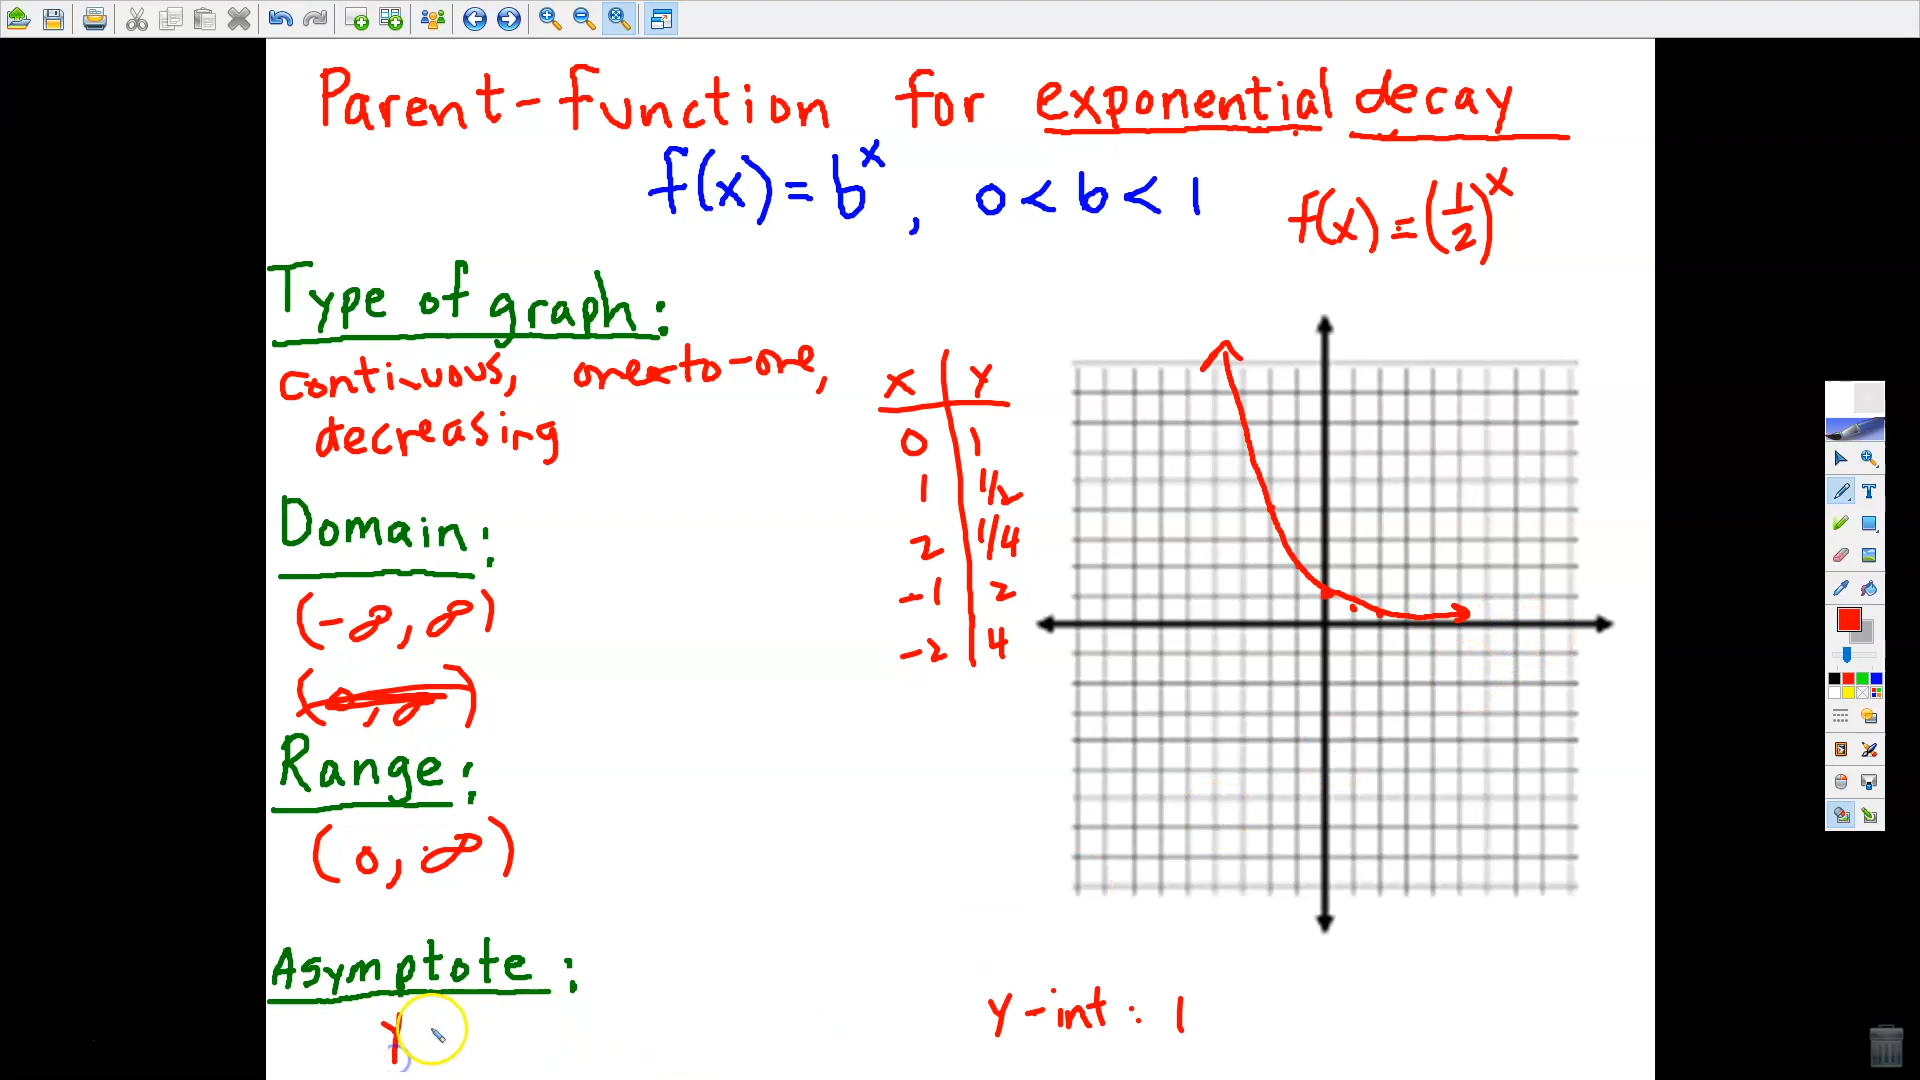 Parent-function for exponential decay
f(x) = b^x, 0 < b < 1
f(x) = (1/2)^x
Type of graph:
continuous, one-to-one,
decreasing
Domain:
(-∞, ∞)
(0, ∞)
Range:
(0, ∞)
Asymptote:
y
x | y
0 | 1
1 | 1/2
2 | 1/4
-1 | 2
-2 | 4
y-int: 1
T